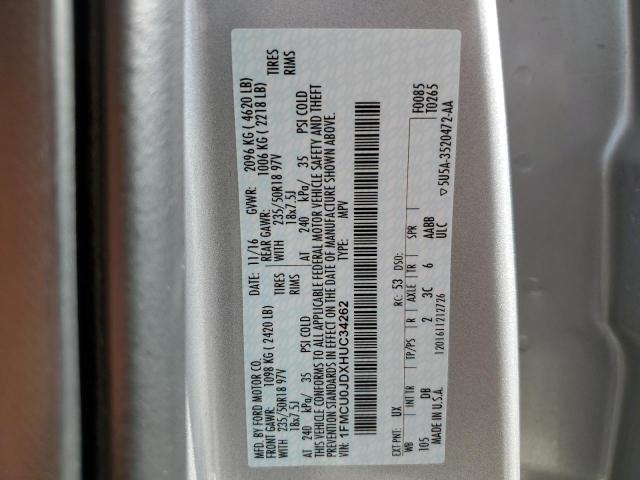 MFD. BY FORD MOTOR CO.
DATE: 11/16 GVWR: 2096 KG ( 4620 LB)
FRONT GAWR: 1098 KG ( 2420 LB) REAR GAWR: 1006 KG ( 2218 LB)
WITH 235/50R18 97V TIRES WITH 235/50R18 97V TIRES
18x7.5J RIMS 18x7.5J RIMS
AT 240 kPa/ 35 PSI COLD AT 240 kPa/ 35 PSI COLD
THIS VEHICLE CONFORMS TO ALL APPLICABLE FEDERAL MOTOR VEHICLE SAFETY AND THEFT
PREVENTION STANDARDS IN EFFECT ON THE DATE OF MANUFACTURE SHOWN ABOVE.
VIN: 1FMCU0JDXHUC34262 TYPE: MPV
F0085
T0265
EXT PNT: UX RC: 53 DSO:
WB INT TR TP/PS R AXLE TR SPR
105 DB 2 3C 6 AABB
ULC
MADE IN U.S.A. 120161121272​6 ▽5U5A-3520472-AA